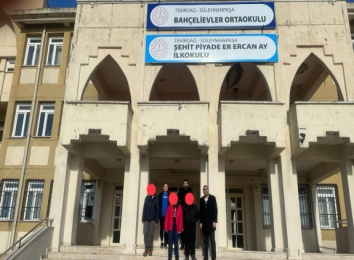 TEKİRDAĞ - SÜLEYMANPAŞA
BAHÇELİEVLER ORTAOKULU
TEKİRDAĞ - SÜLEYMANPAŞA
ŞEHİT PİYADE ER ERCAN AY
İLKOKULU